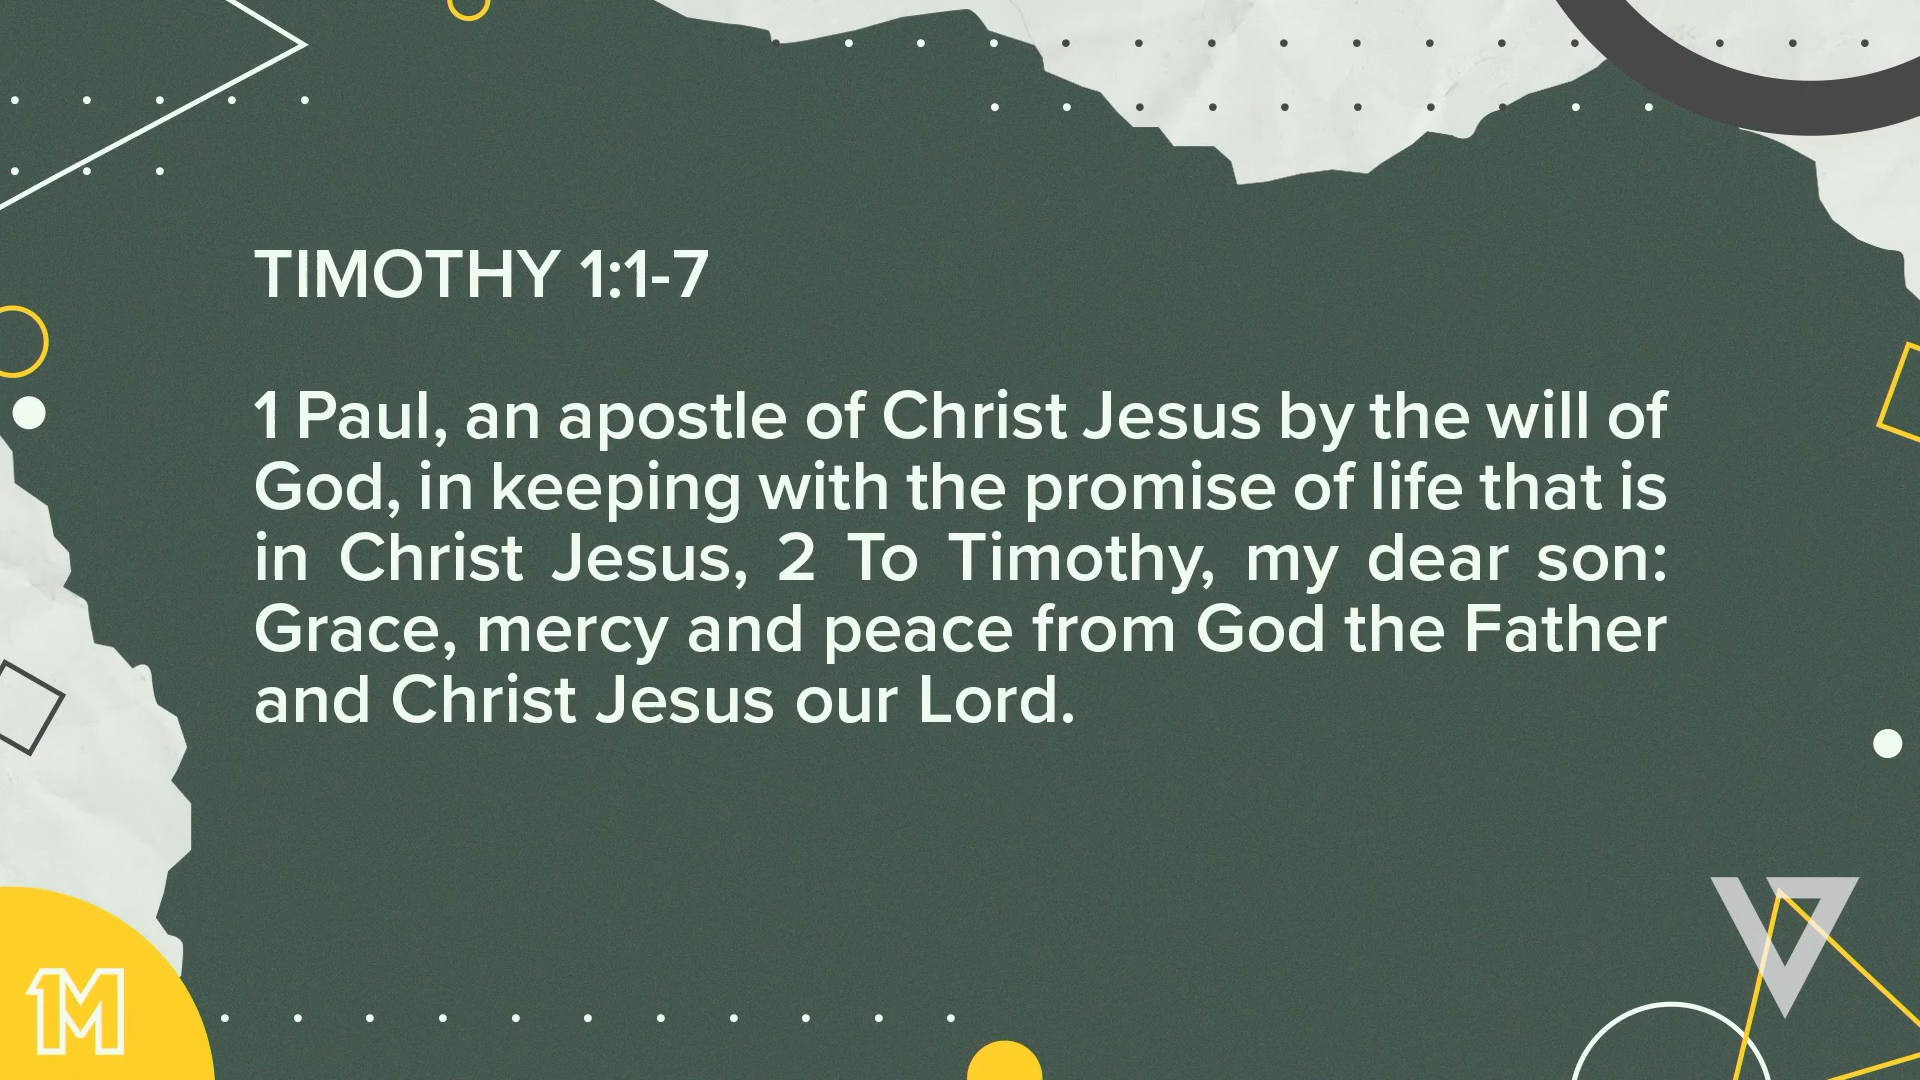 TIMOTHY 1:1-7
1 Paul, an apostle of Christ Jesus by the will of
God, in keeping with the promise of life that is
in Christ Jesus, 2 To Timothy, my dear son:
Grace, mercy and peace from God the Father
and Christ Jesus our Lord.
1M